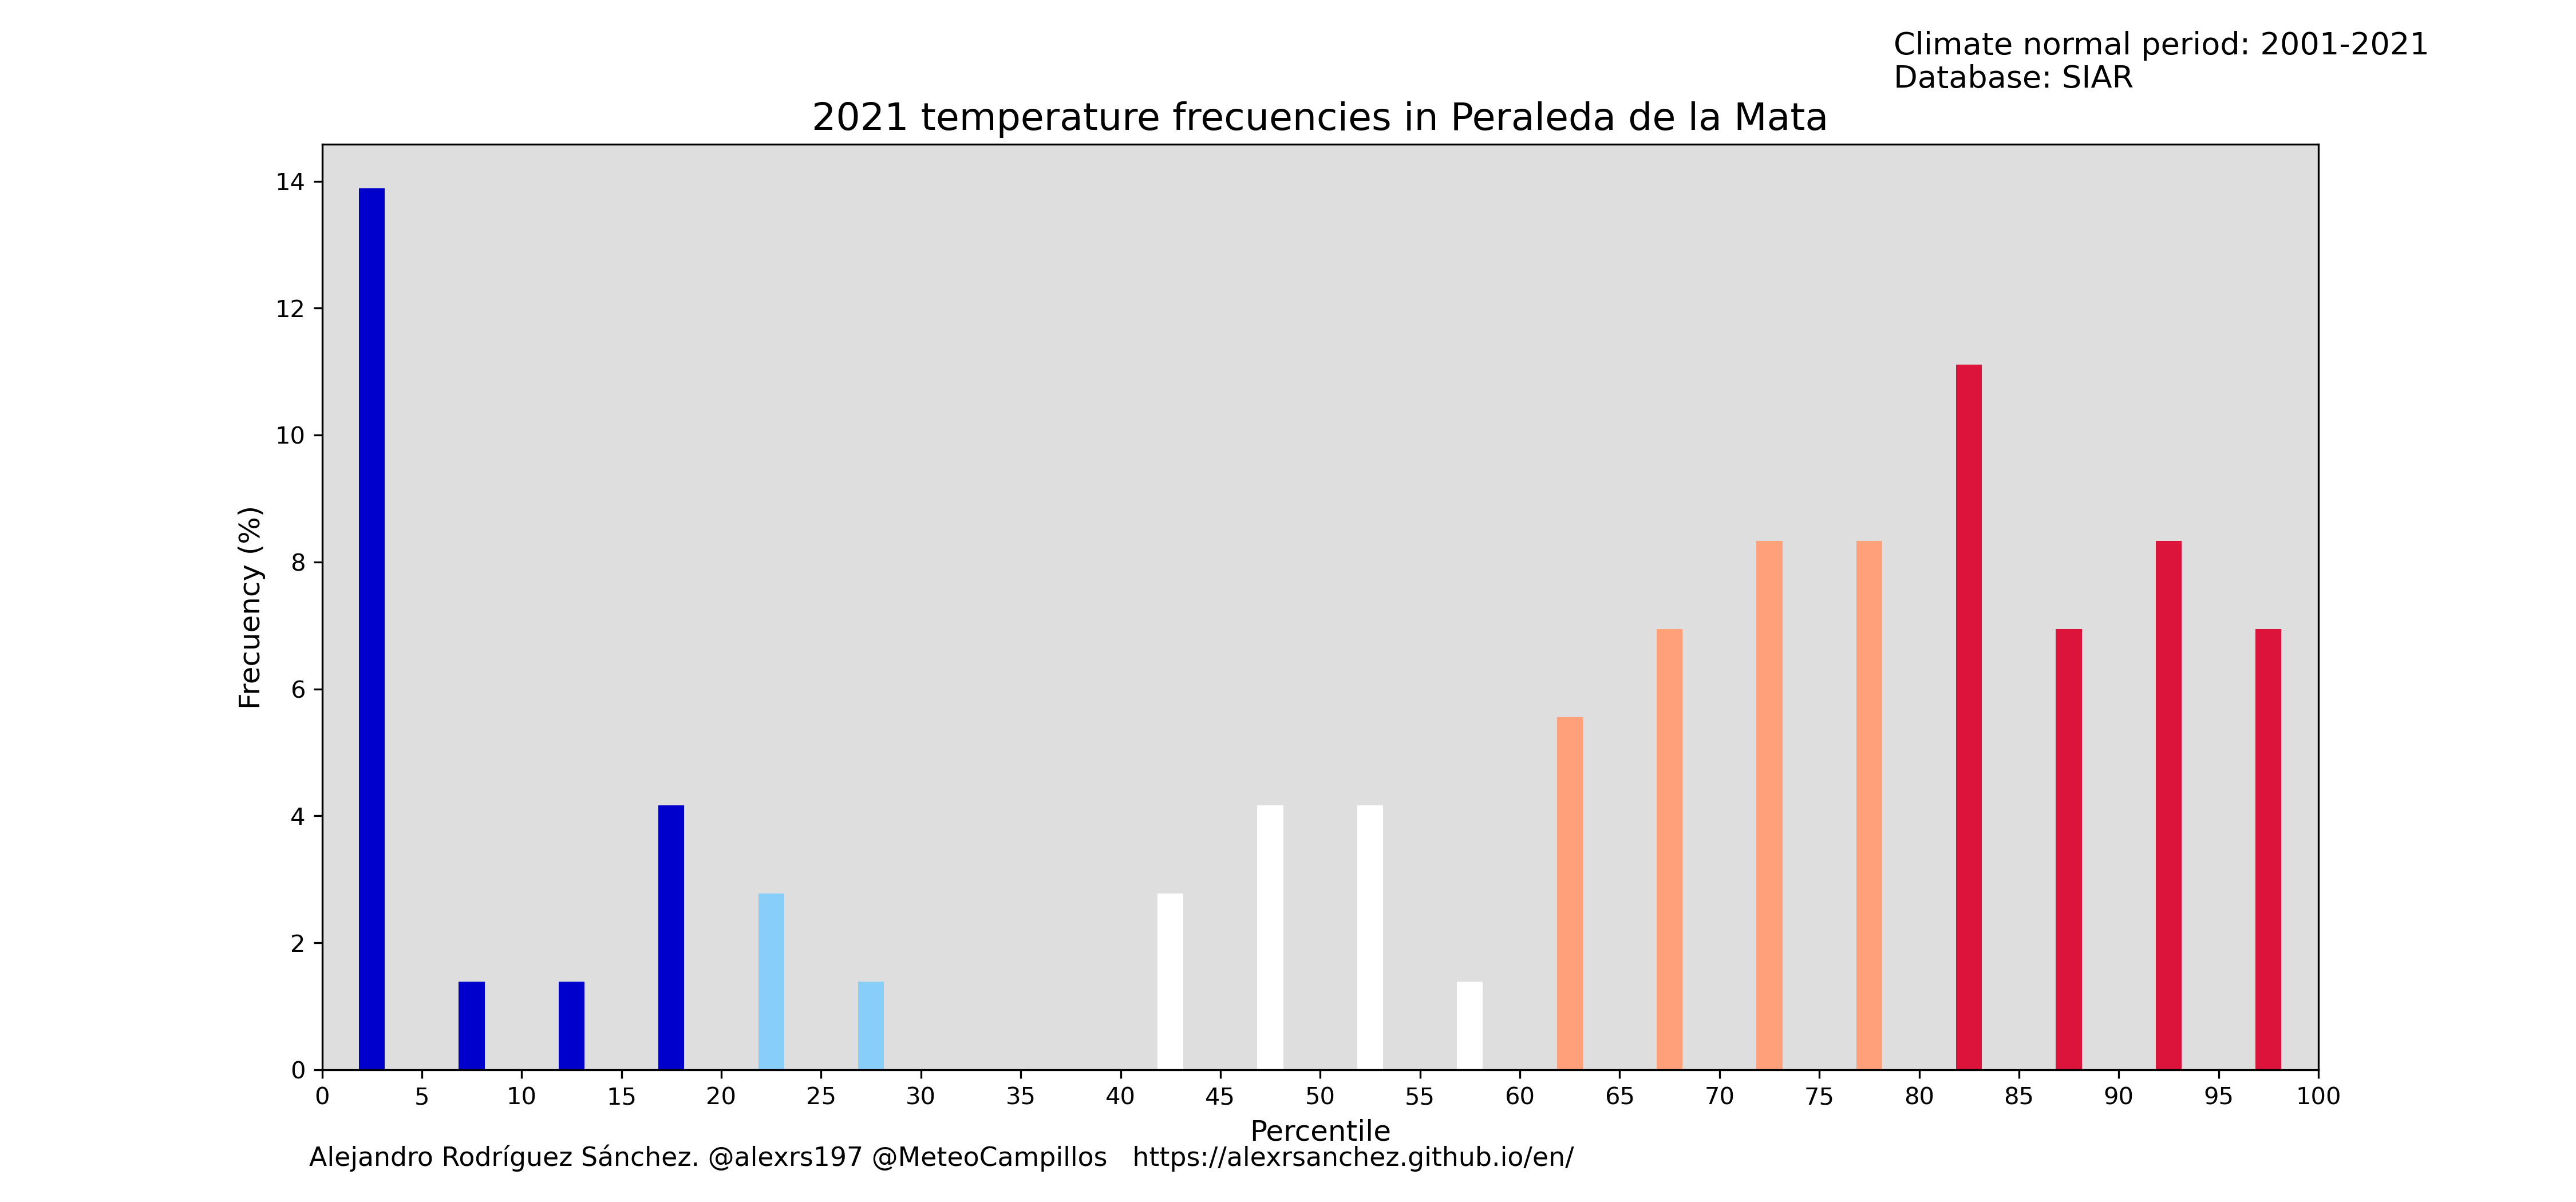 Climate normal period: 2001-2021
Database: SIAR
2021 temperature frecuencies in Peraleda de la Mata
14
12
10
8
6
4
2
0
Frecuency (%)
0 5 10 15 20 25 30 35 40 45 50 55 60 65 70 75 80 85 90 95 100
Percentile
Alejandro Rodríguez Sánchez. @alexrs197 @MeteoCampillos https://alexrsanchez.github.io/en/